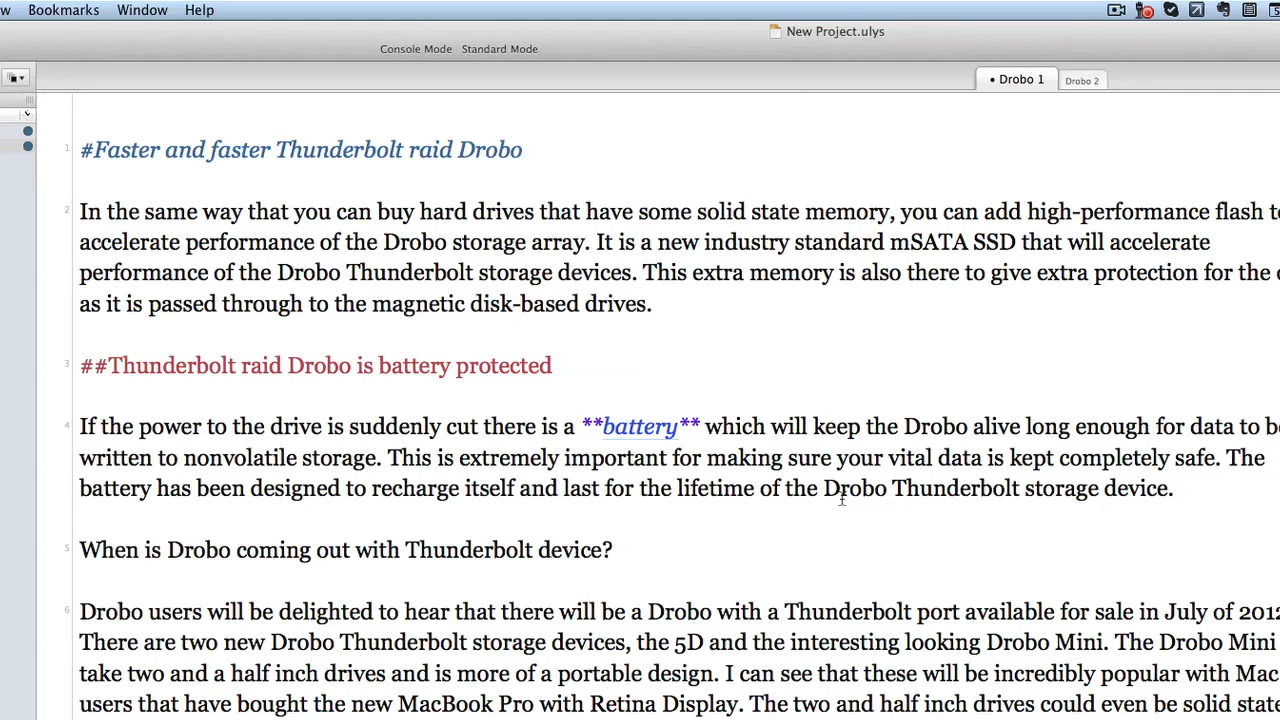 Bookmarks Window Help
New Project.ulys
Console Mode Standard Mode
• Drobo 1 Drobo 2
1 #Faster and faster Thunderbolt raid Drobo
2 In the same way that you can buy hard drives that have some solid state memory, you can add high-performance flash
accelerate performance of the Drobo storage array. It is a new industry standard mSATA SSD that will accelerate
performance of the Drobo Thunderbolt storage devices. This extra memory is also there to give extra protection for the
as it is passed through to the magnetic disk-based drives.
3 ##Thunderbolt raid Drobo is battery protected
4 If the power to the drive is suddenly cut there is a **battery** which will keep the Drobo alive long enough for data to
written to nonvolatile storage. This is extremely important for making sure your vital data is kept completely safe. The
battery has been designed to recharge itself and last for the lifetime of the Drobo Thunderbolt storage device.
5 When is Drobo coming out with Thunderbolt device?
6 Drobo users will be delighted to hear that there will be a Drobo with a Thunderbolt port available for sale in July of 2012
There are two new Drobo Thunderbolt storage devices, the 5D and the interesting looking Drobo Mini. The Drobo Mini
take two and a half inch drives and is more of a portable design. I can see that these will be incredibly popular with Mac
users that have bought the new MacBook Pro with Retina Display. The two and half inch drives could even be solid state